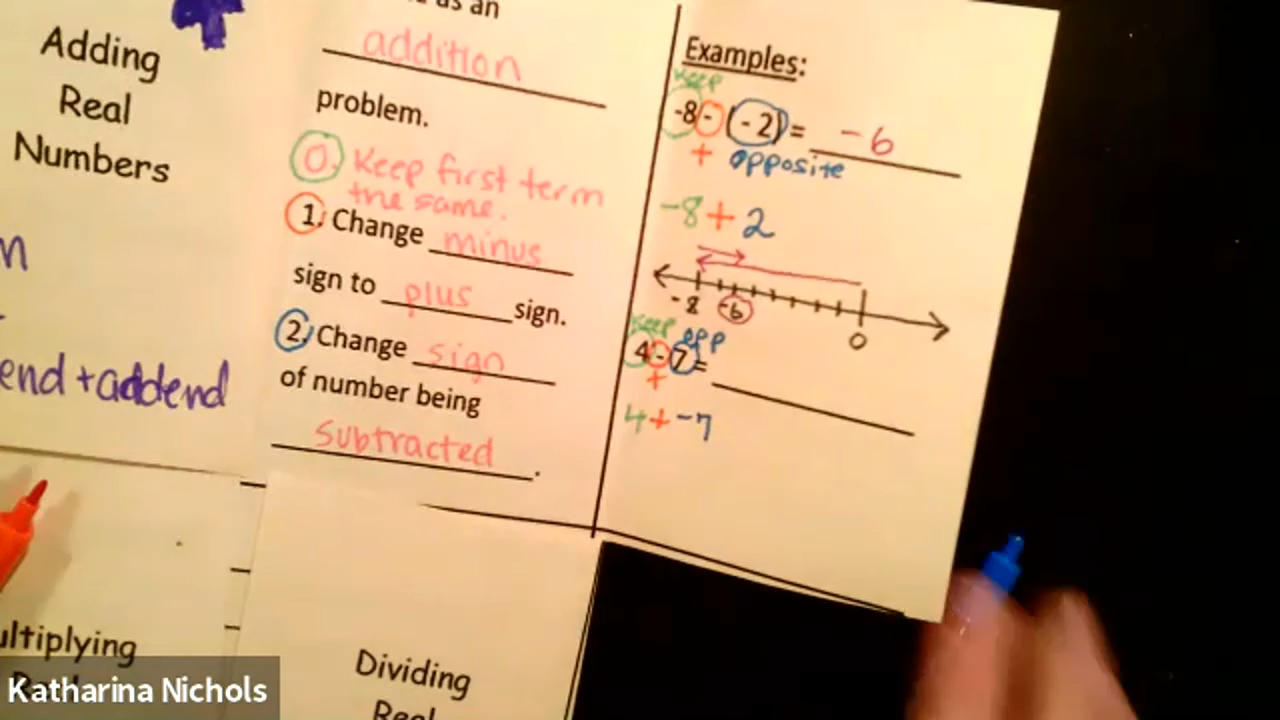 Adding
Real
Numbers
end + addend
as an
addition
problem.
0. Keep first term
the same.
1. Change minus
sign to plus sign.
2. Change sign
of number being
subtracted.
Examples:
keep
-8 - (-2) = -6
+ opposite
-8 + 2
-8 -6 0
keep opp
4 - 7 =
+
4 + -7
ultiplying
Dividing
Real
Katharina Nichols